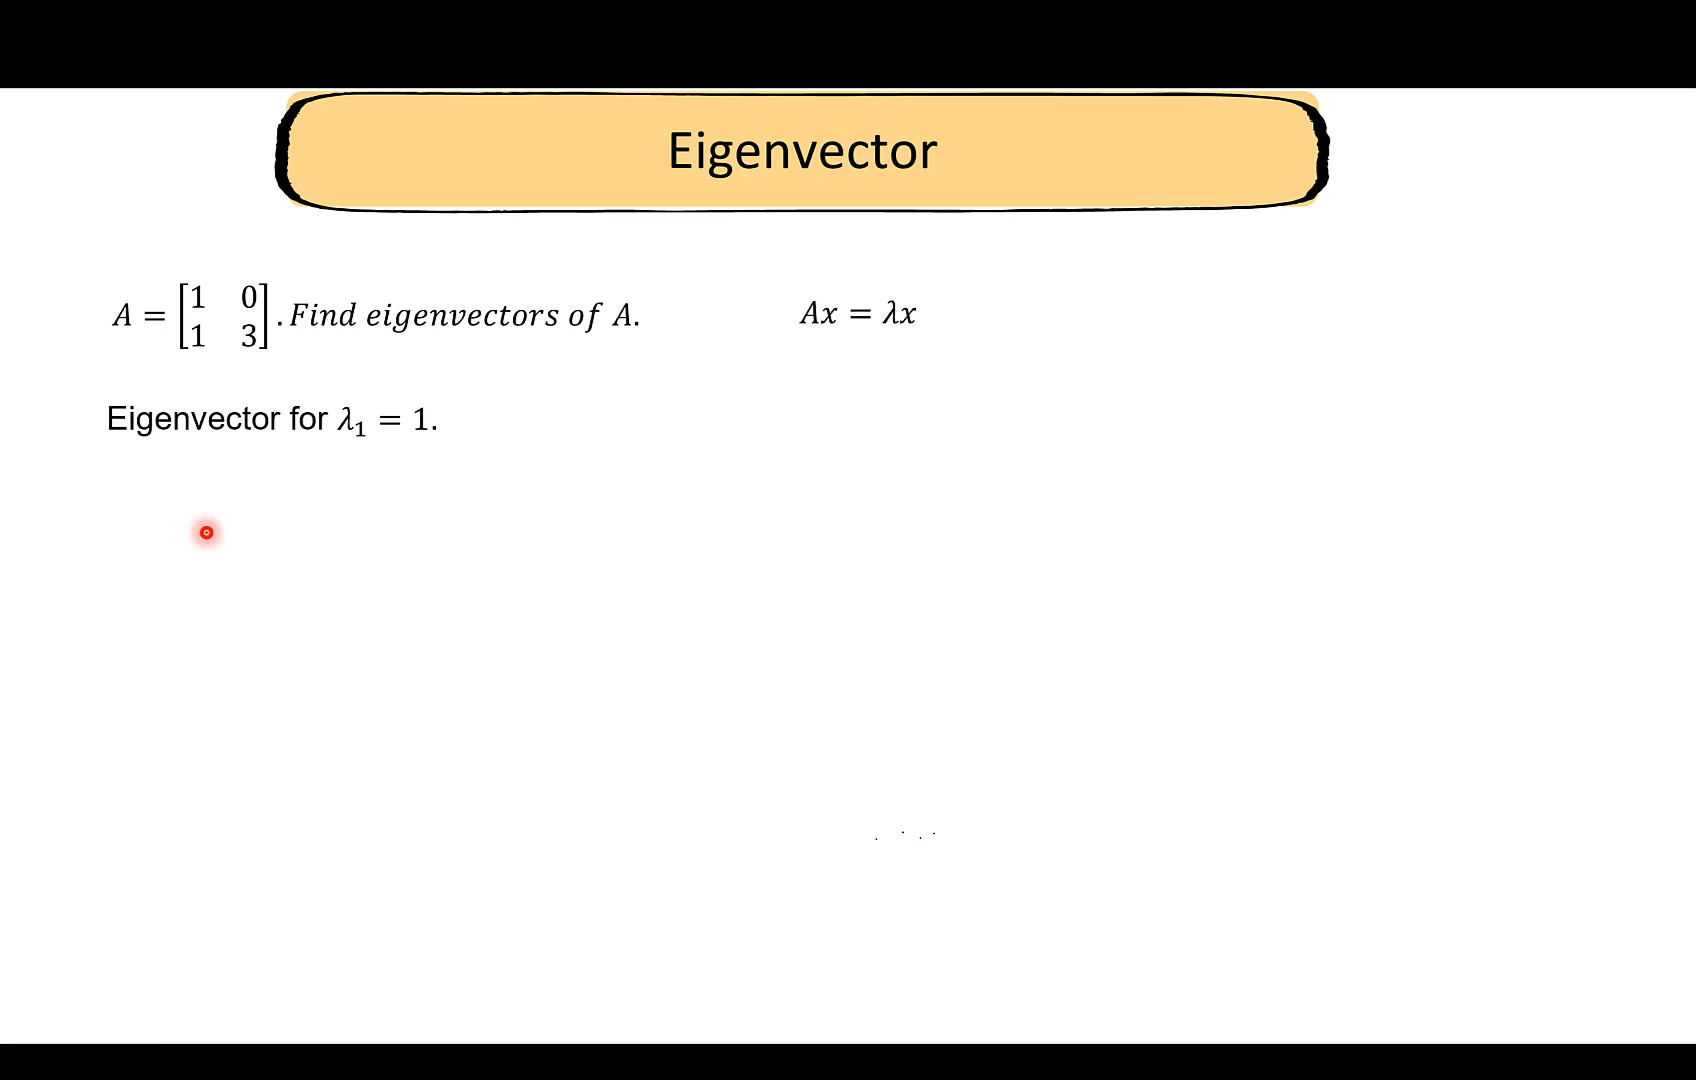 Eigenvector
A = [1 0
1 3] . Find eigenvectors of A. Ax = λx
Eigenvector for λ₁ = 1.